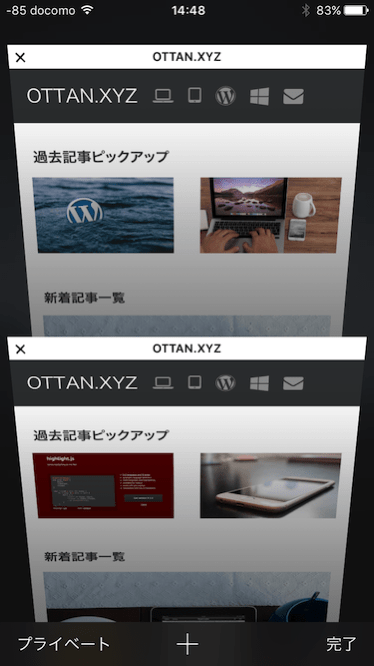 -85 docomo 14:48 83%
× OTTAN.XYZ
OTTAN.XYZ
過去記事ピックアップ
新着記事一覧
× OTTAN.XYZ
OTTAN.XYZ
過去記事ピックアップ
highlight.js
新着記事一覧
プライベート + 完了